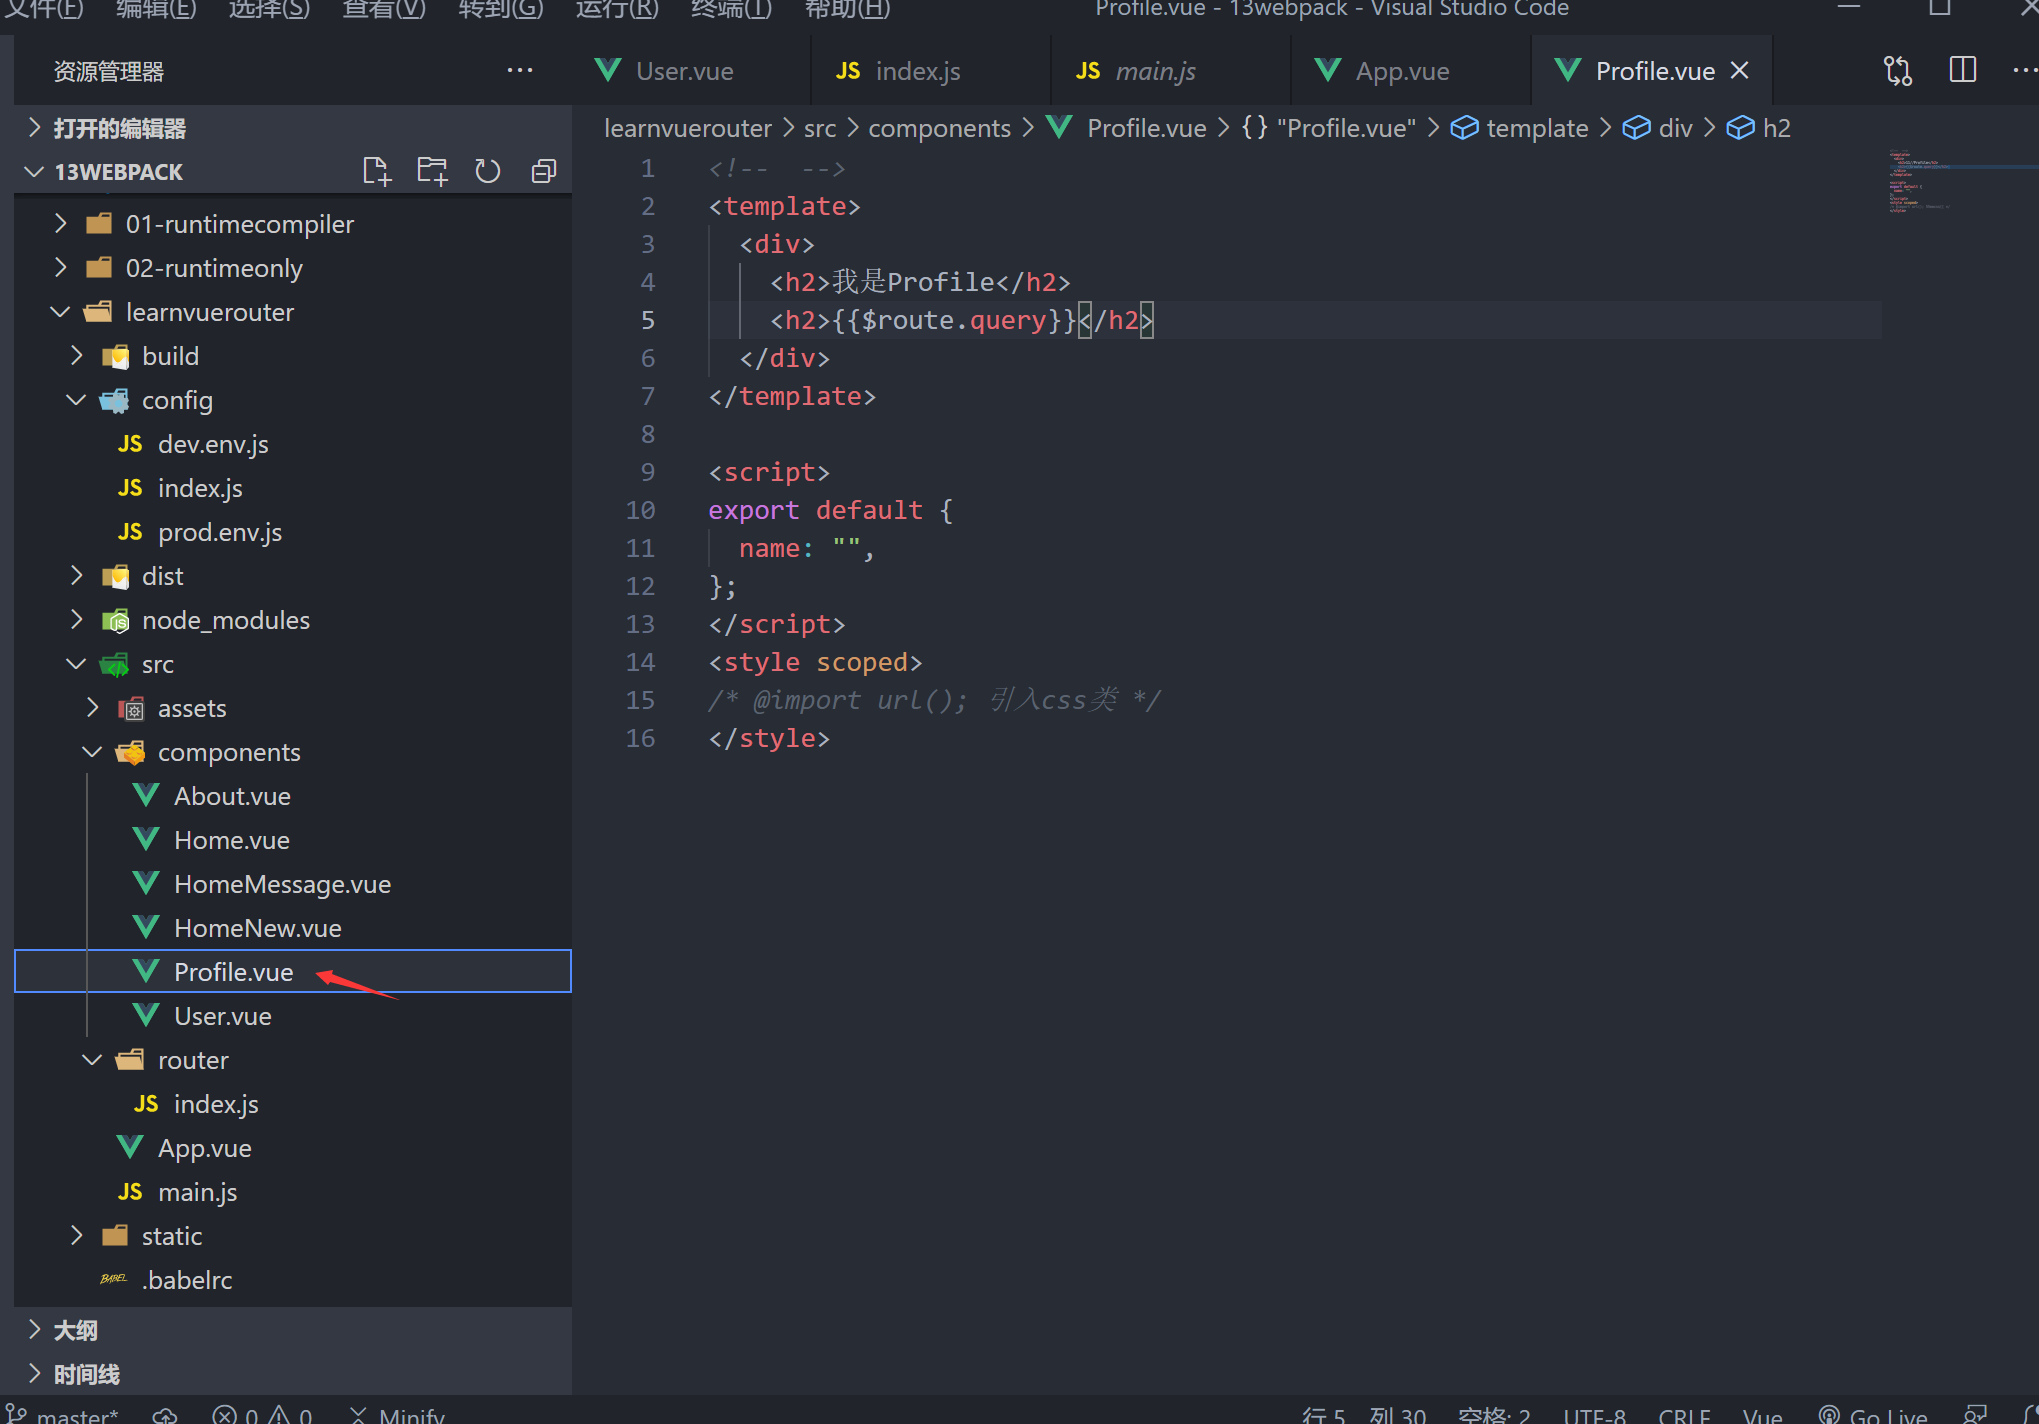 文件(F) 编辑(E) 选择(S) 查看(V) 转到(G) 运行(R) 终端(T) 帮助(H) Profile.vue - 13webpack - Visual Studio Code
资源管理器 ··· User.vue JS index.js JS main.js App.vue Profile.vue
打开的编辑器
learnvuerouter > src > components > Profile.vue > {} "Profile.vue" > template > div > h2
13WEBPACK
01-runtimecompiler
02-runtimeonly
learnvuerouter
build
config
JS dev.env.js
JS index.js
JS prod.env.js
dist
node_modules
src
assets
components
About.vue
Home.vue
HomeMessage.vue
HomeNew.vue
Profile.vue
User.vue
router
JS index.js
App.vue
JS main.js
static
BABEL .babelrc
大纲
时间线
1 <!--  -->
2 <template>
3   <div>
4     <h2>我是Profile</h2>
5     <h2>{{$route.query}}</h2>
6   </div>
7 </template>
8
9 <script>
10 export default {
11   name: "",
12 };
13 </script>
14 <style scoped>
15 /* @import url(); 引入css类 */
16 </style>
master* 0 0 Minify 行 5 列 30 空格: 2 UTF-8 CRLF Vue Go Live